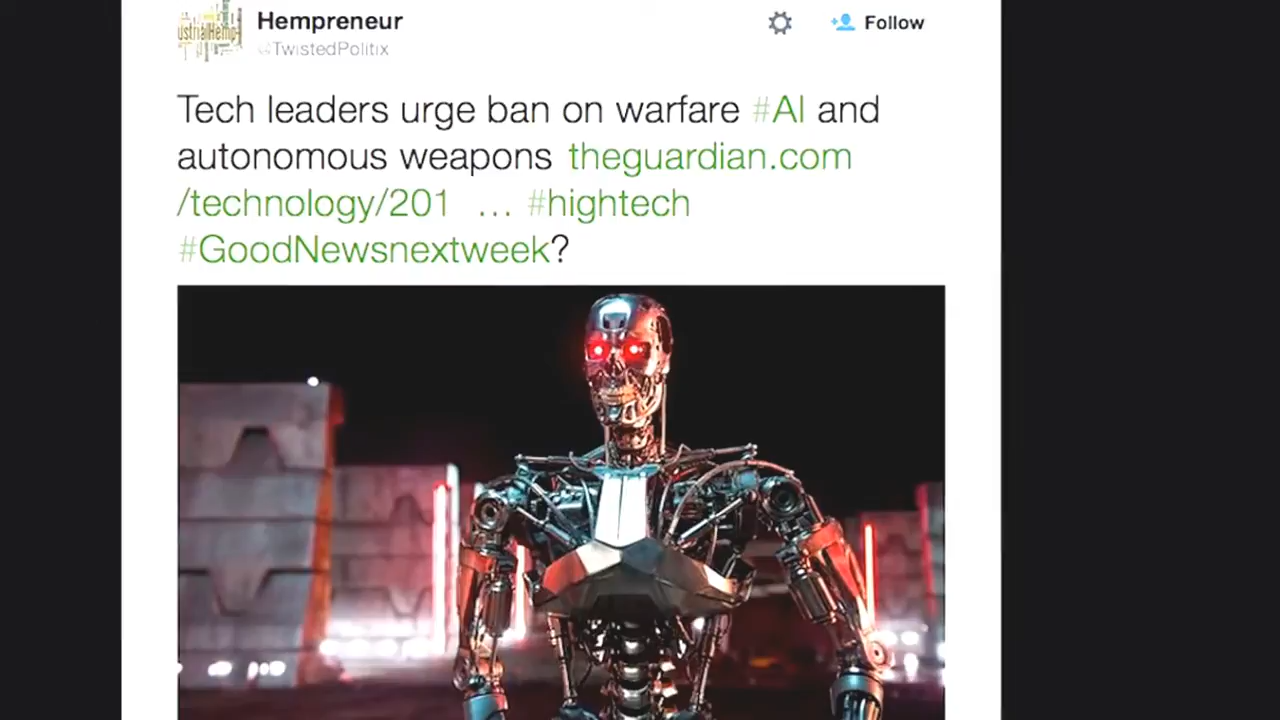 ustrialHemp
Hempreneur
Follow
@TwistedPolitix
Tech leaders urge ban on warfare #AI and
autonomous weapons theguardian.com
/technology/201 … #hightech
#GoodNewsnextweek?